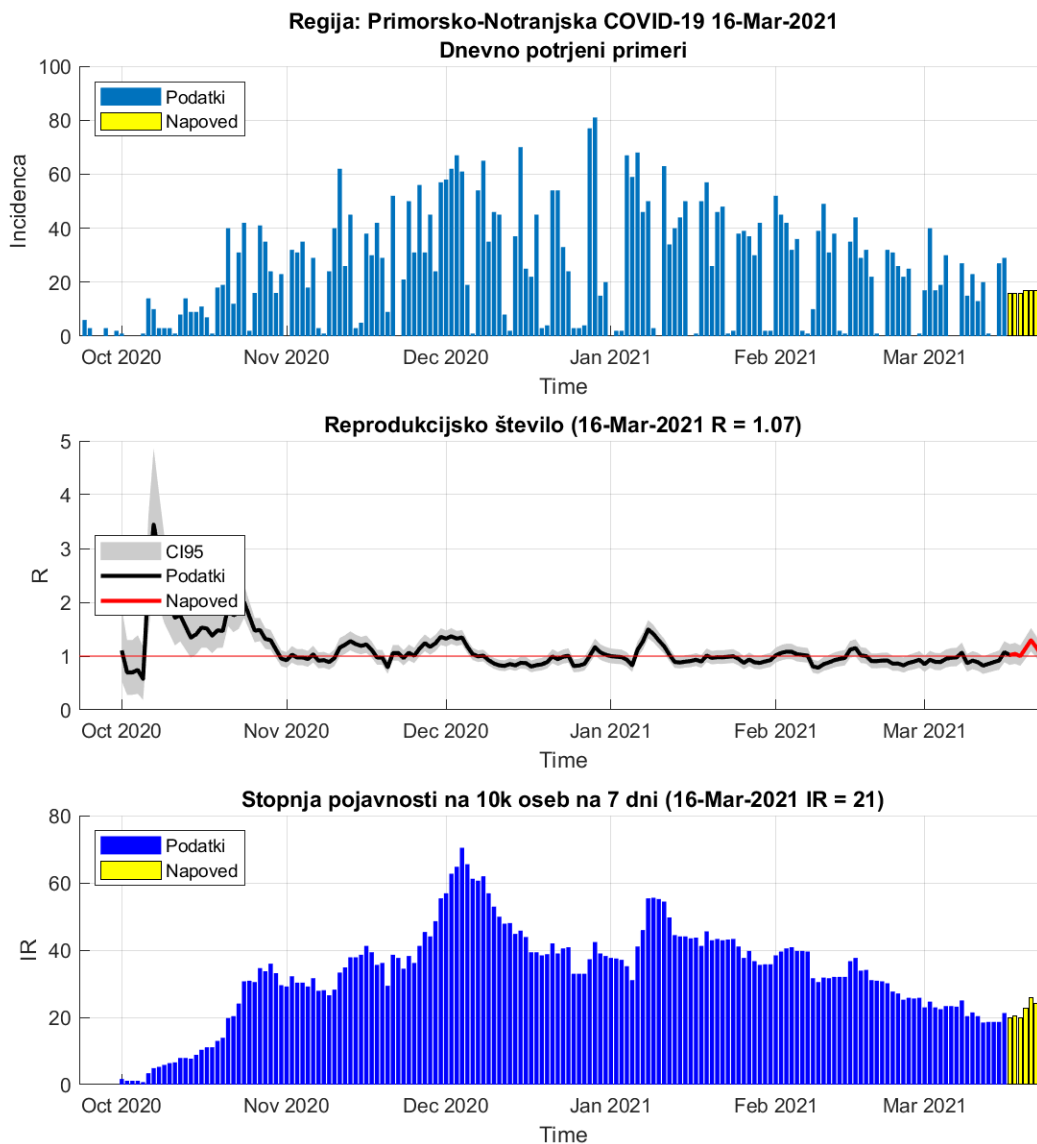 Regija: Primorsko-Notranjska COVID-19 16-Mar-2021
Dnevno potrjeni primeri
100
80
60
40
20
0
Incidenca
Podatki
Napoved
Oct 2020 Nov 2020 Dec 2020 Jan 2021 Feb 2021 Mar 2021
Time
Reprodukcijsko število (16-Mar-2021 R = 1.07)
5
4
3
2
1
0
R
CI95
Podatki
Napoved
Oct 2020 Nov 2020 Dec 2020 Jan 2021 Feb 2021 Mar 2021
Time
Stopnja pojavnosti na 10k oseb na 7 dni (16-Mar-2021 IR = 21)
80
60
40
20
0
IR
Podatki
Napoved
Oct 2020 Nov 2020 Dec 2020 Jan 2021 Feb 2021 Mar 2021
Time